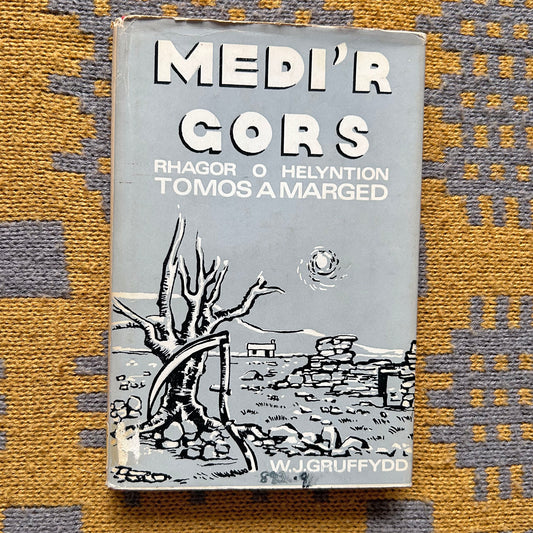 MEDI'R
GORS
RHAGOR O HELYNTION
TOMOS A MARGED
W.J.GRUFFYDD